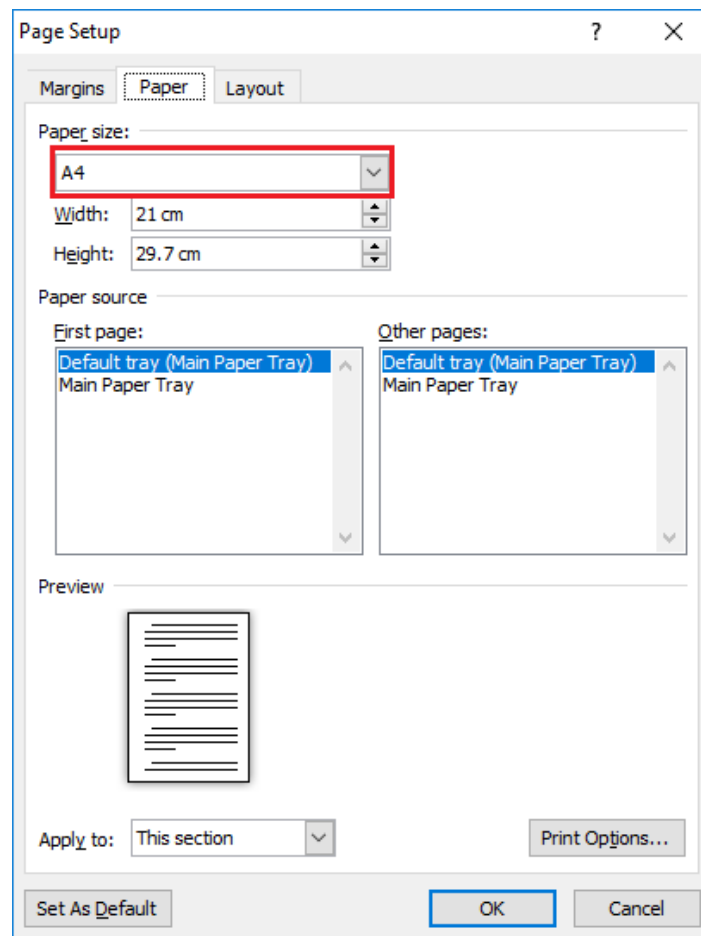 Page Setup ? X
Margins Paper Layout
Paper size:
A4
Width: 21 cm
Height: 29.7 cm
Paper source
First page: Other pages:
Default tray (Main Paper Tray) Default tray (Main Paper Tray)
Main Paper Tray Main Paper Tray
Preview
Apply to: This section Print Options...
Set As Default OK Cancel